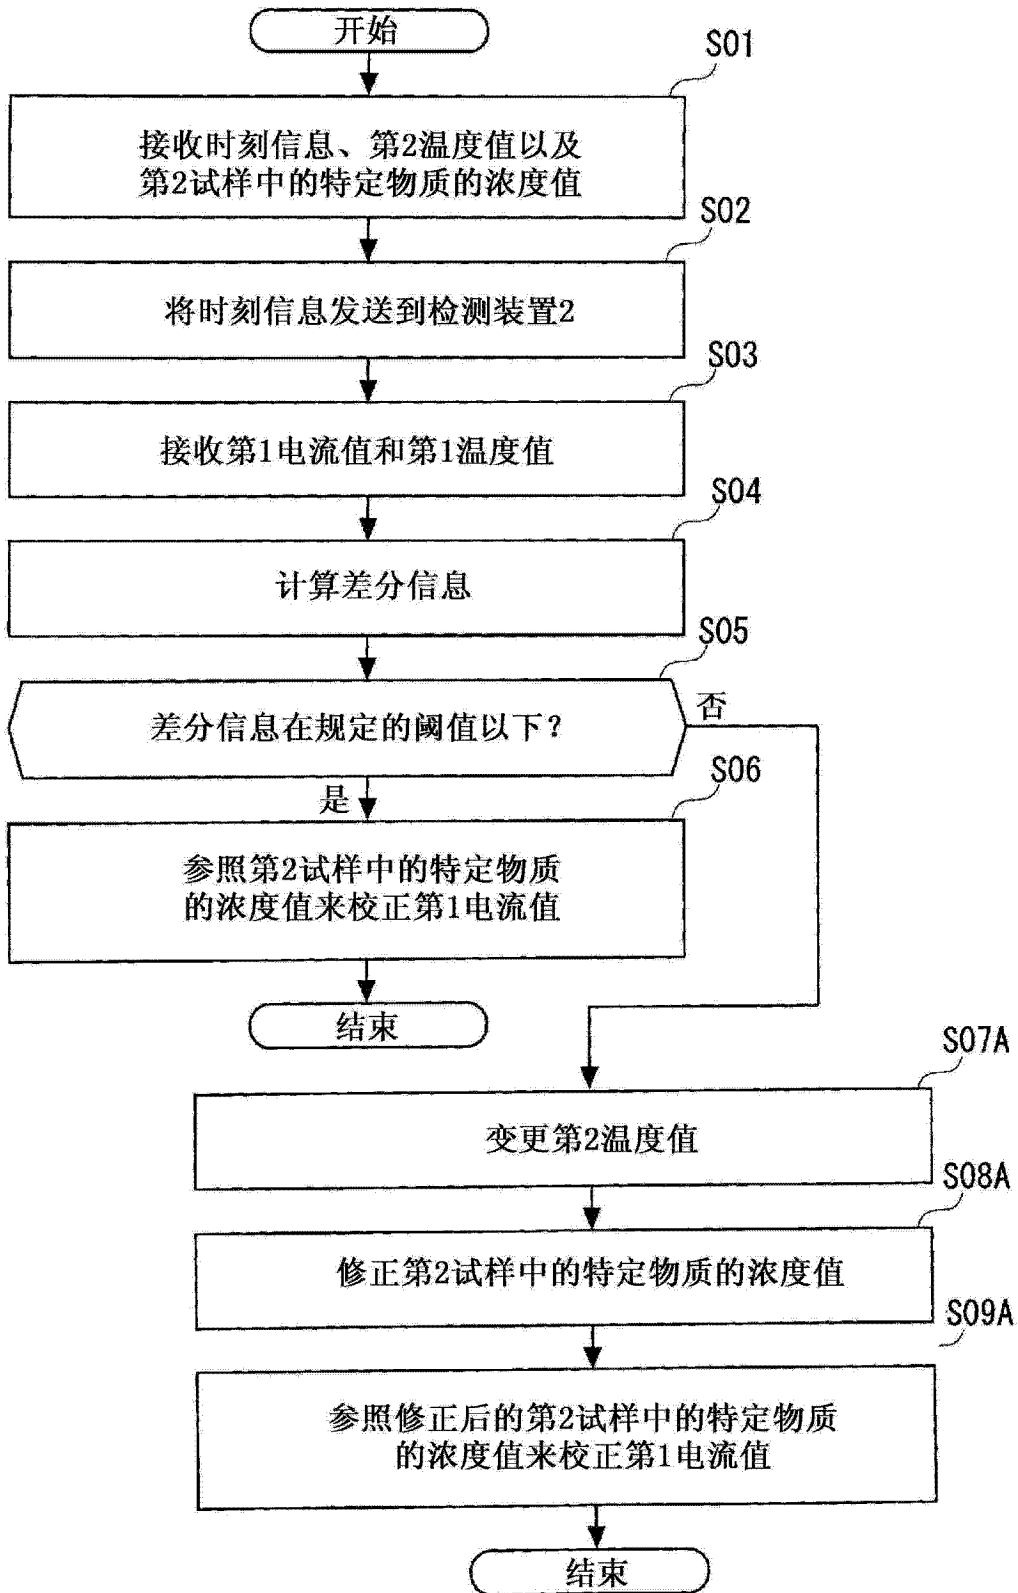 开始
S01
接收时刻信息、第2温度值以及
第2试样中的特定物质的浓度值
S02
将时刻信息发送到检测装置2
S03
接收第1电流值和第1温度值
S04
计算差分信息
S05
差分信息在规定的阈值以下?
否
是
S06
参照第2试样中的特定物质
的浓度值来校正第1电流值
结束
S07A
变更第2温度值
S08A
修正第2试样中的特定物质的浓度值
S09A
参照修正后的第2试样中的特定物质
的浓度值来校正第1电流值
结束